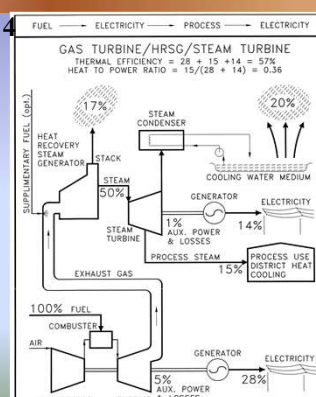 4
FUEL ELECTRICITY PROCESS ELECTRICITY
GAS TURBINE/HRSG/STEAM TURBINE
THERMAL EFFICIENCY = 28 + 15 +14 = 57%
HEAT TO POWER RATIO = 15/(28 + 14) = 0.36
SUPPLIMENTARY FUEL (opt.)
17%
20%
HEAT
RECOVERY
STEAM
GENERATOR
STACK
STEAM
CONDENSER
COOLING WATER MEDIUM
STEAM
50%
GENERATOR
ELECTRICITY
STEAM
TURBINE
1%
AUX. POWER
& LOSSES
14%
PROCESS STEAM
15%
PROCESS USE
DISTRICT HEAT
COOLING
EXHAUST GAS
100% FUEL
COMBUSTER
AIR
GENERATOR
ELECTRICITY
5%
AUX. POWER
& LOSSES
28%